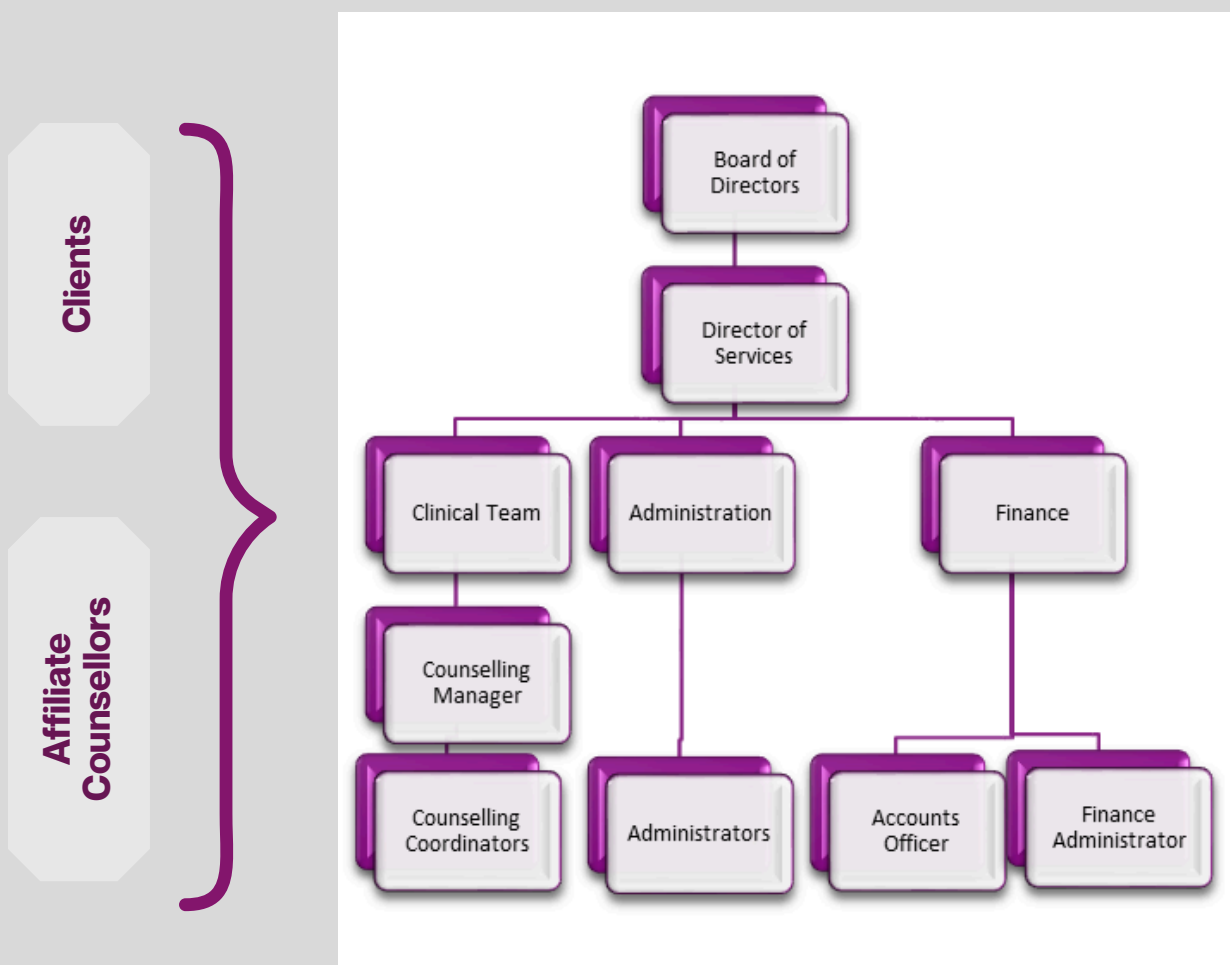 Clients
Affiliate
Counsellors
Board of
Directors
Director of
Services
Clinical Team
Administration
Finance
Counselling
Manager
Counselling
Coordinators
Administrators
Accounts
Officer
Finance
Administrator